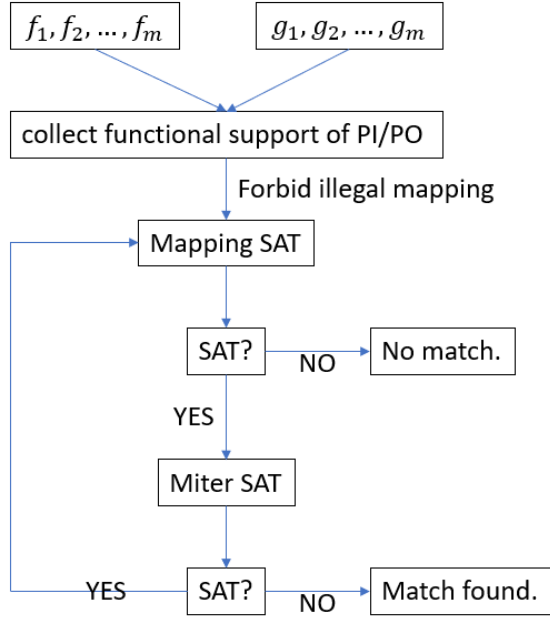 f₁, f₂, …, fₘ
g₁, g₂, …, gₘ
collect functional support of PI/PO
Forbid illegal mapping
Mapping SAT
SAT?
NO
No match.
YES
Miter SAT
YES
SAT?
NO
Match found.